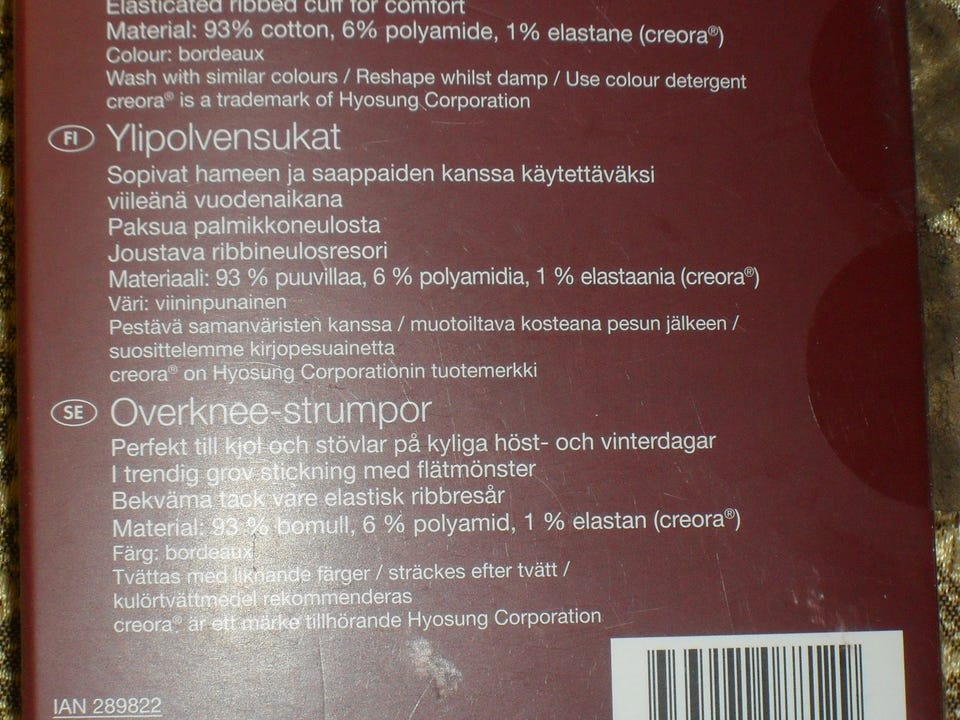 Elasticated ribbed cuff for comfort
Material: 93% cotton, 6% polyamide, 1% elastane (creora®)
Colour: bordeaux
Wash with similar colours / Reshape whilst damp / Use colour detergent
creora® is a trademark of Hyosung Corporation
FI Ylipolvensukat
Sopivat hameen ja saappaiden kanssa käytettäväksi
viileänä vuodenaikana
Paksua palmikkoneulosta
Joustava ribbineulosresori
Materiaali: 93 % puuvillaa, 6 % polyamidia, 1 % elastaania (creora®)
Väri: viininpunainen
Pestävä samanväristen kanssa / muotoiltava kosteana pesun jälkeen /
suosittelemme kirjopesuainetta
creora® on Hyosung Corporationin tuotemerkki
SE Overknee-strumpor
Perfekt till kjol och stövlar på kyliga höst- och vinterdagar
I trendig grov stickning med flätmönster
Bekväma tack vare elastisk ribbresår
Material: 93 % bomull, 6 % polyamid, 1 % elastan (creora®)
Färg: bordeaux
Tvättas med liknande färger / sträckes efter tvätt /
kulörtvättmedel rekommenderas
creora® är ett märke tillhörande Hyosung Corporation
IAN 289822